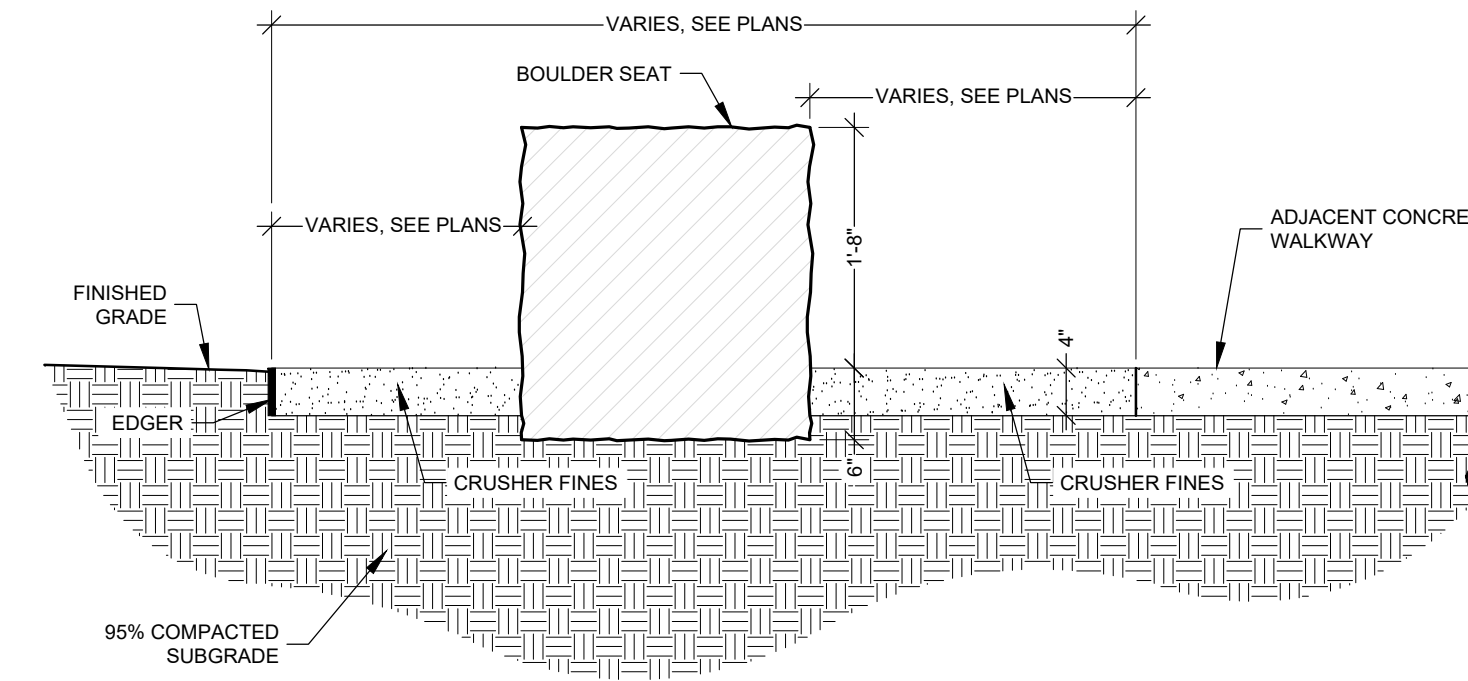 VARIES, SEE PLANS
BOULDER SEAT
VARIES, SEE PLANS
VARIES, SEE PLANS
1'-8"
ADJACENT CONCRE
WALKWAY
FINISHED
GRADE
4"
EDGER
6"
CRUSHER FINES
CRUSHER FINES
95% COMPACTED
SUBGRADE